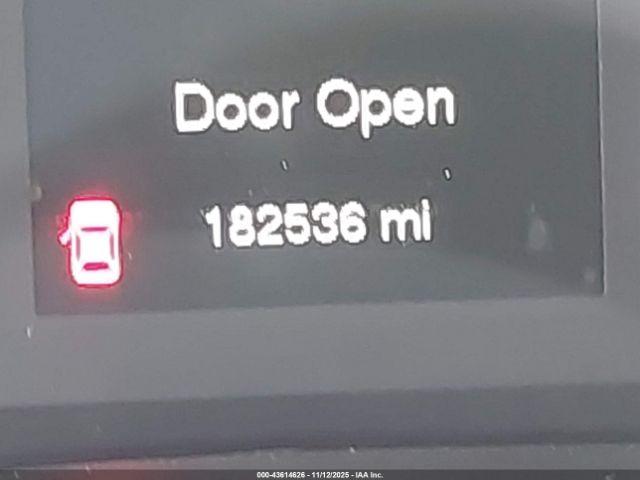 Door Open
182536 mi
000-43614626 - 11/12/2025 - IAA Inc.